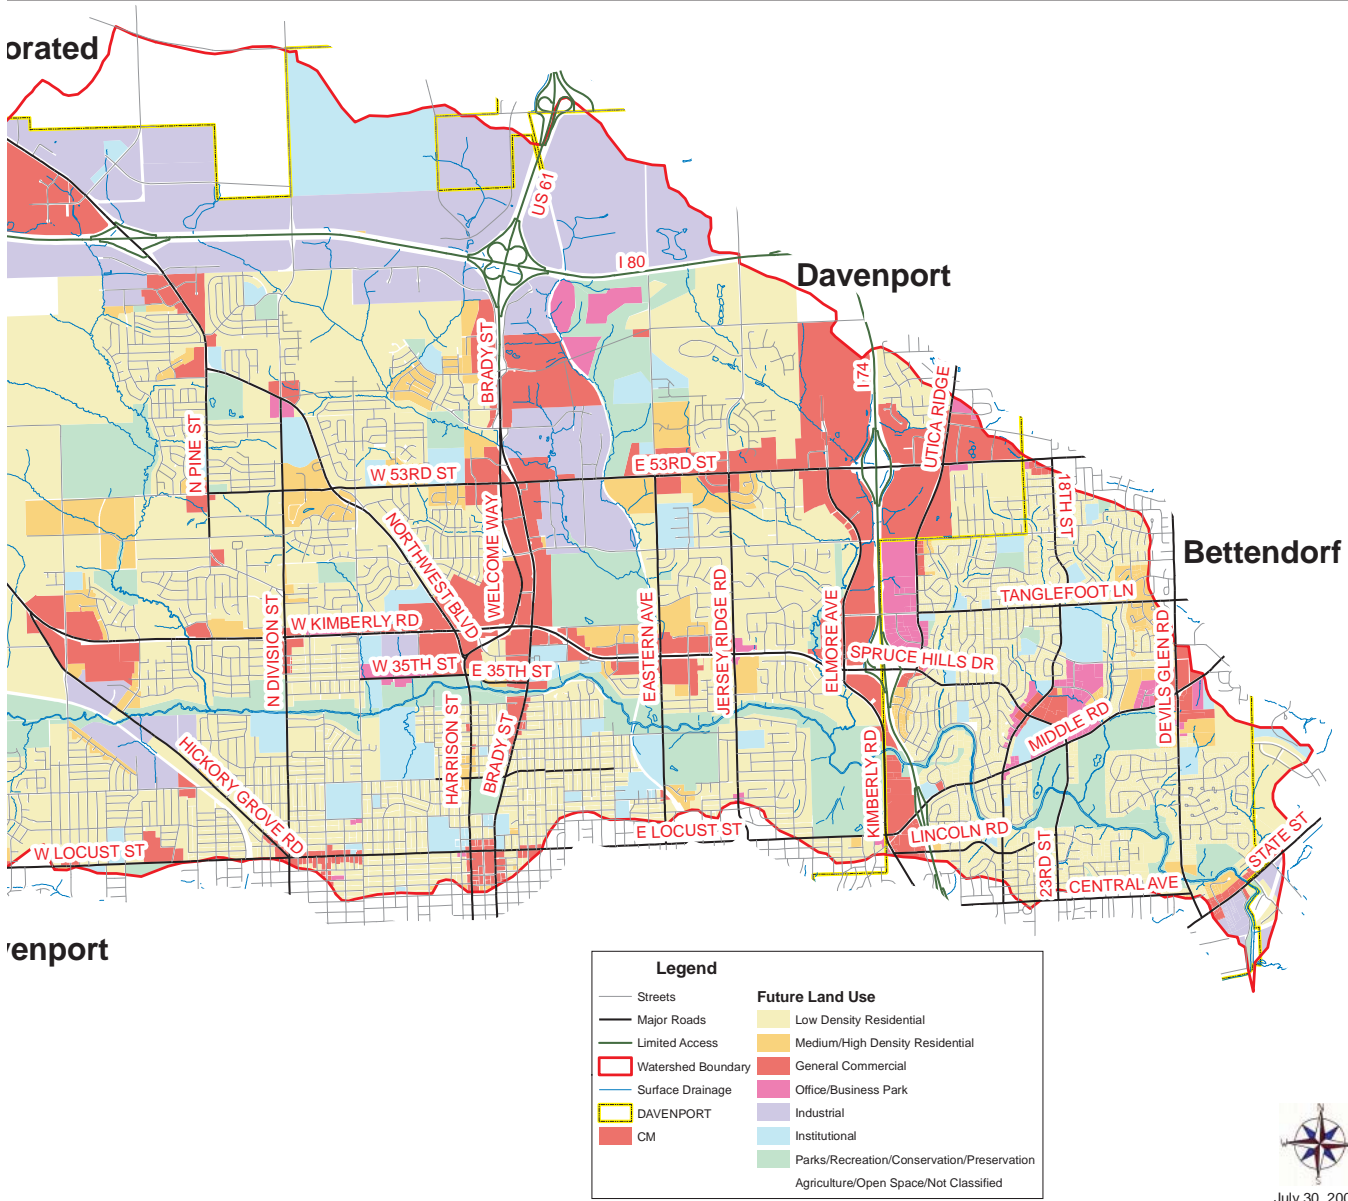 orated
US 61
I 80
Davenport
BRADY ST
I 74
UTICA RIDGE
N PINE ST
W 53RD ST
E 53RD ST
18TH ST
NORTHWEST BLVD
WELCOME WAY
Bettendorf
N DIVISION ST
W KIMBERLY RD
EASTERN AVE
JERSEY RIDGE RD
ELMORE AVE
TANGLEFOOT LN
DEVILS GLEN RD
W 35TH ST
E 35TH ST
SPRUCE HILLS DR
HARRISON ST
BRADY ST
MIDDLE RD
HICKORY GROVE RD
KIMBERLY RD
W LOCUST ST
E LOCUST ST
LINCOLN RD
23RD ST
CENTRAL AVE
STATE ST
venport
Legend
Streets
Major Roads
Limited Access
Watershed Boundary
Surface Drainage
DAVENPORT
CM
Future Land Use
Low Density Residential
Medium/High Density Residential
General Commercial
Office/Business Park
Industrial
Institutional
Parks/Recreation/Conservation/Preservation
Agriculture/Open Space/Not Classified
N
July 30, 200